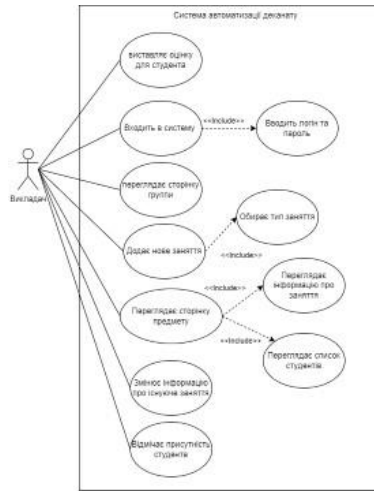 Система автоматизації деканату
виставляє оцінку
для студента
<<Include>>
Входить в систему
Вводить логін та
пароль
Викладач
переглядає сторінку
группи
Обирає тип заняття
Додає нове заняття
<<Include>>
Переглядає
інформацію про
заняття
<<Include>>
Переглядає сторінку
предмету
<<Include>>
Переглядає список
студентів
Змінює інформацію
про існуюче заняття
Відмічає присутність
студента